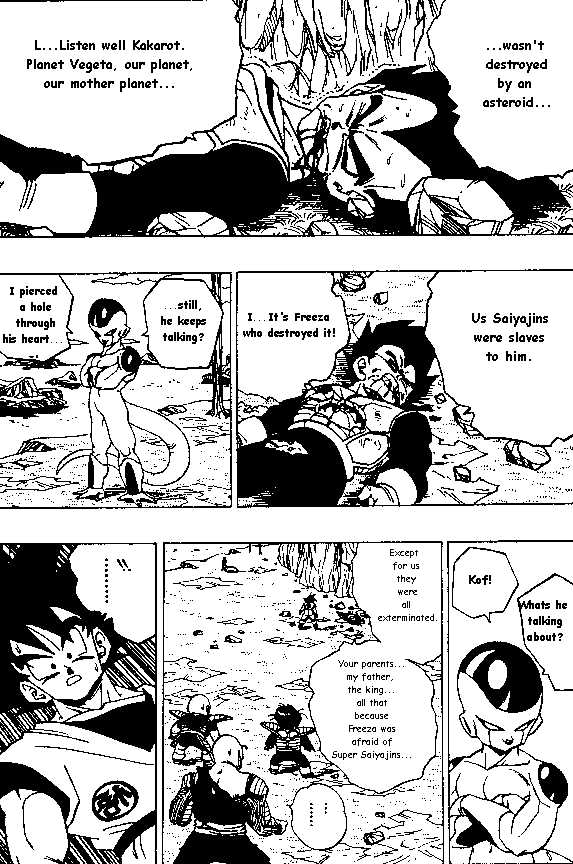 L...Listen well Kakarot.
Planet Vegeta, our planet,
our mother planet...
...wasn't
destroyed
by an
asteroid...
I pierced
a hole
through
his heart...
...still,
he keeps
talking?
I...It's Freeza
who destroyed it!
Us Saiyajins
were slaves
to him.
........!!
Except
for us
they
were
all
exterminated.
Your parents...
my father,
the king...
all that
because
Freeza was
afraid of
Super Saiyajins...
.....
Kof!
Whats he
talking
about?